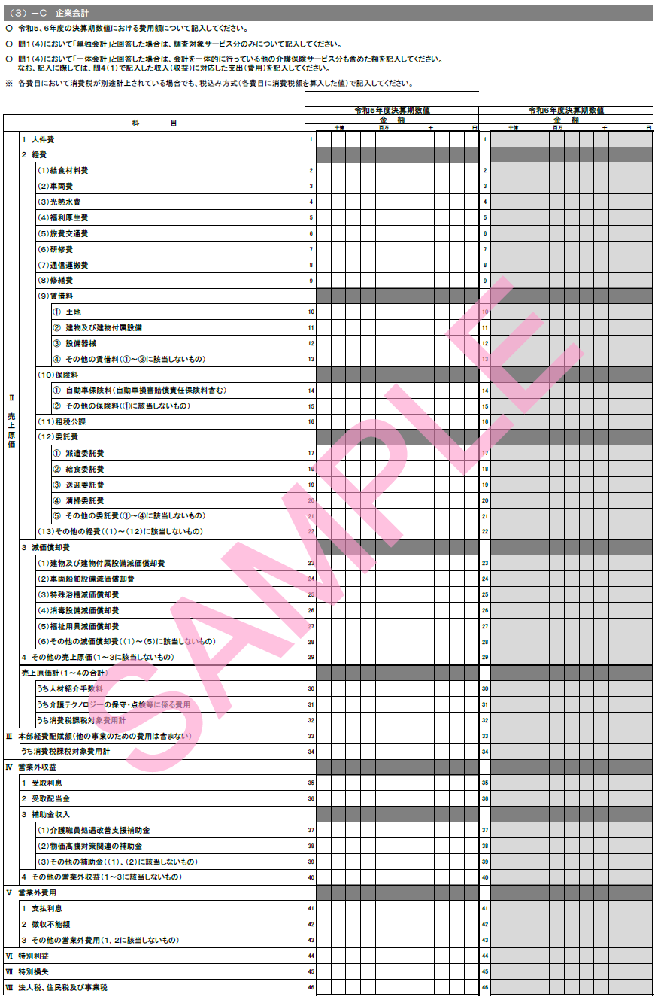 （３）－Ｃ　企業会計
○　令和５、６年度の決算期数値における費用額について記入してください。
○　問１（４）において「単独会計」と回答した場合は、調査対象サービス分のみについて記入してください。
○　問１（４）において「一体会計」と回答した場合は、会計を一体的に行っている他の介護保険サービス分も含めた額を記入してください。
なお、記入に際しては、問４（１）で記入した収入（収益）に対応した支出（費用）を記入してください。
※　各費目において消費税が別途計上されている場合でも、税込み方式（各費目に消費税額を算入した値）で記入してください。
科　目　令和５年度決算期数値　令和６年度決算期数値
金　額　金　額
十億　百万　千　円　十億　百万　千　円
Ⅱ　売上原価
１　人件費　1　1
２　経費
（１）給食材料費　2　2
（２）車両費　3　3
（３）光熱水費　4　4
（４）福利厚生費　5　5
（５）旅費交通費　6　6
（６）研修費　7　7
（７）通信運搬費　8　8
（８）修繕費　9　9
（９）賃借料
①　土地　10　10
②　建物及び建物付属設備　11　11
③　設備器械　12　12
④　その他の賃借料（①～③に該当しないもの）　13　13
（１０）保険料
①　自動車保険料（自動車損害賠償責任保険料含む）　14　14
②　その他の保険料（①に該当しないもの）　15　15
（１１）租税公課　16　16
（１２）委託費
①　派遣委託費　17　17
②　給食委託費　18　18
③　送迎委託費　19　19
④　清掃委託費　20　20
⑤　その他の委託費（①～④に該当しないもの）　21　21
（１３）その他の経費（（１）～（１２）に該当しないもの）　22　22
３　減価償却費
（１）建物及び建物付属設備減価償却費　23　23
（２）車両船舶設備減価償却費　24　24
（３）特殊浴槽減価償却費　25　25
（４）消毒設備減価償却費　26　26
（５）福祉用具減価償却費　27　27
（６）その他の減価償却費（（１）～（５）に該当しないもの）　28　28
４　その他の売上原価（１～３に該当しないもの）　29　29
売上原価計（１～４の合計）
うち人材紹介手数料　30　30
うち介護テクノロジーの保守・点検等に係る費用　31　31
うち消費税課税対象費用計　32　32
Ⅲ　本部経費配賦額（他の事業のための費用は含まない）　33　33
うち消費税課税対象費用計　34　34
Ⅳ　営業外収益
１　受取利息　35　35
２　受取配当金　36　36
３　補助金収入
（１）介護職員処遇改善支援補助金　37　37
（２）物価高騰対策関連の補助金　38　38
（３）その他の補助金（（１）、（２）に該当しないもの）　39　39
４　その他の営業外収益（１～３に該当しないもの）　40　40
Ⅴ　営業外費用
１　支払利息　41　41
２　徴収不能額　42　42
３　その他の営業外費用（１，２に該当しないもの）　43　43
Ⅵ　特別利益　44　44
Ⅶ　特別損失　45　45
Ⅷ　法人税、住民税及び事業税　46　46
SAMPLE